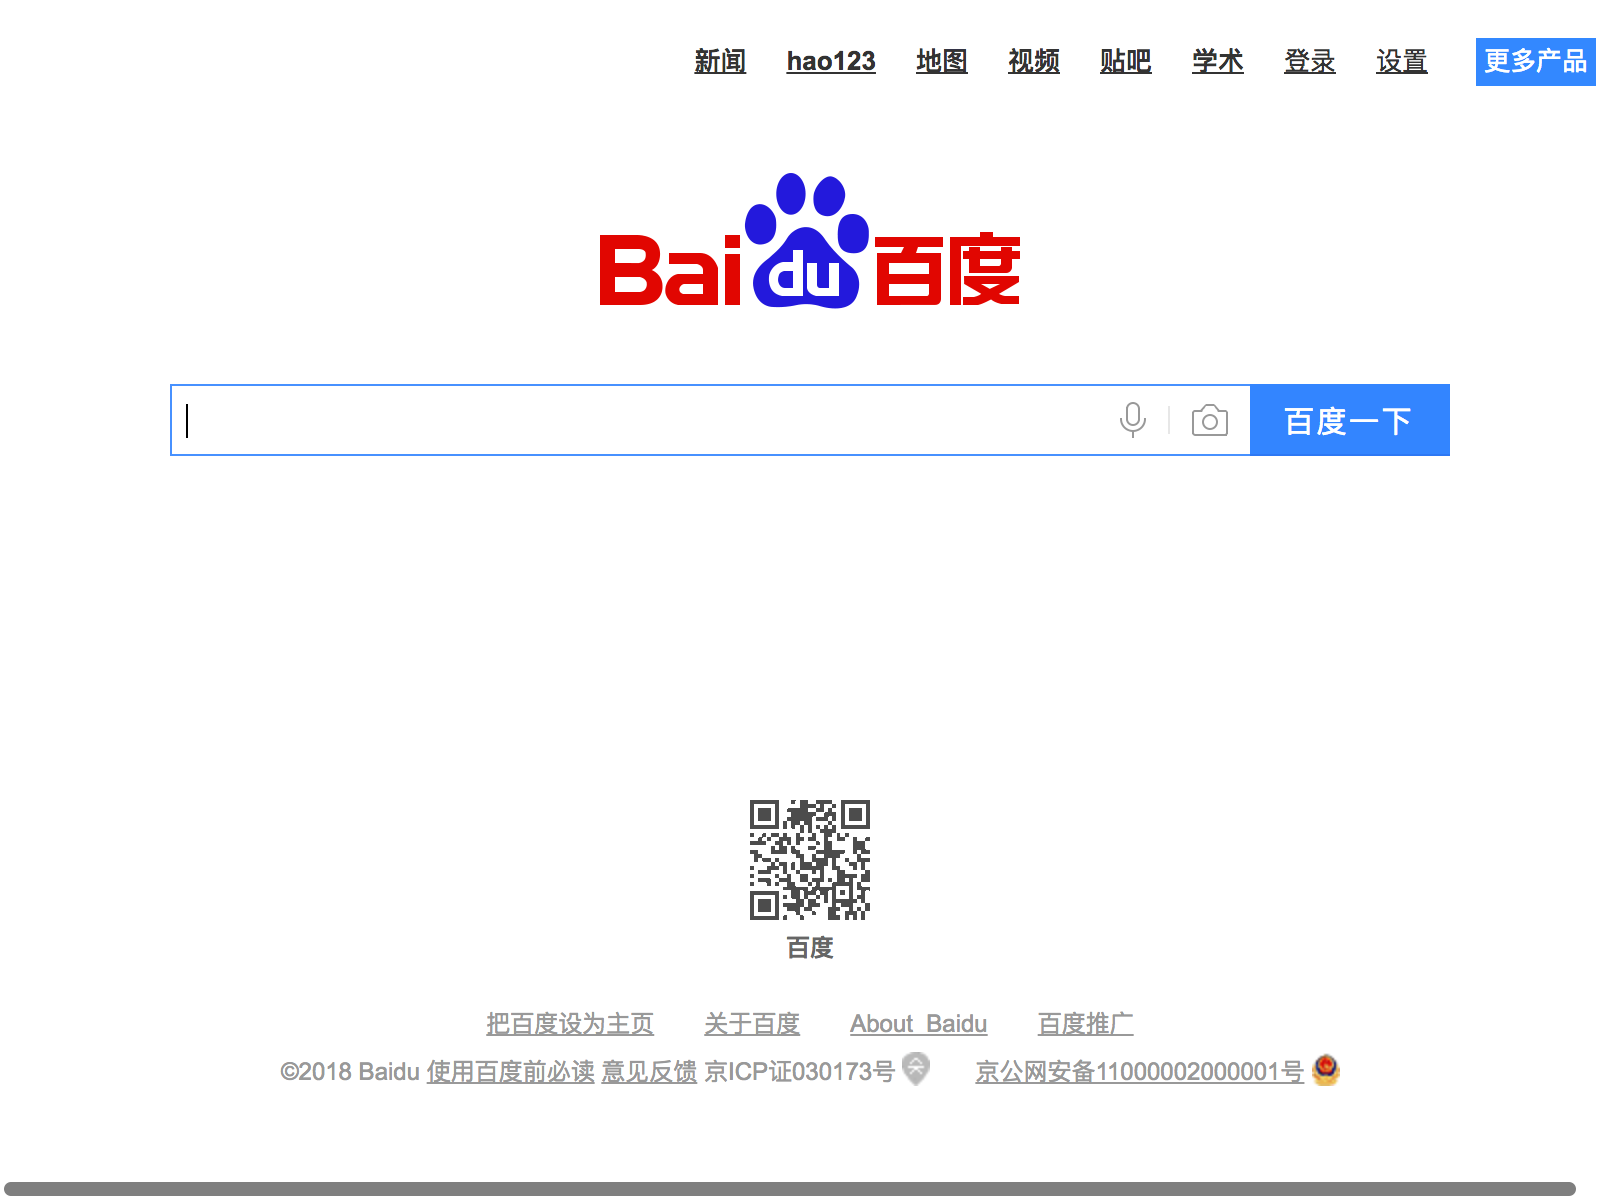 新闻 hao123 地图 视频 贴吧 学术 登录 设置 更多产品
Bai du 百度
百度一下
百度
把百度设为主页 关于百度 About Baidu 百度推广
©2018 Baidu 使用百度前必读 意见反馈 京ICP证030173号 京公网安备11000002000001号